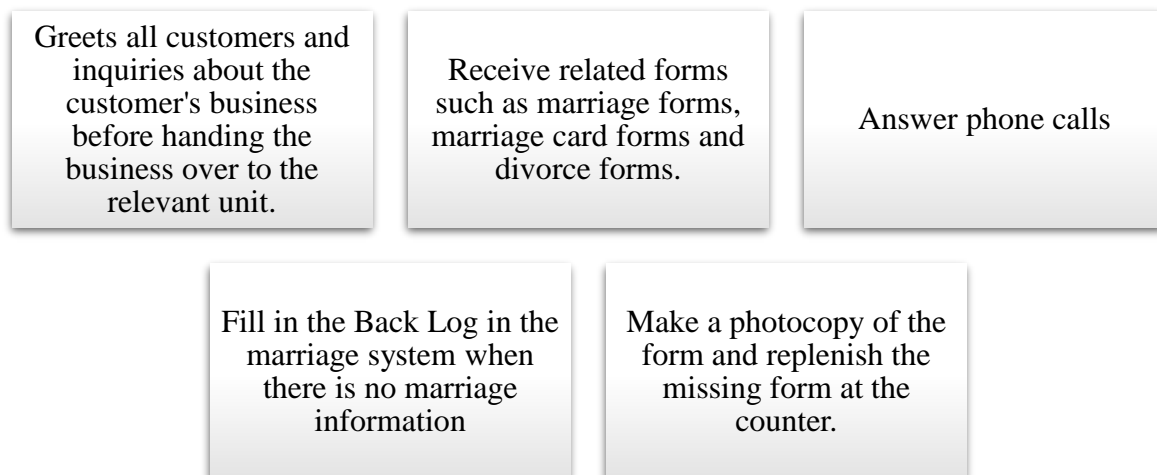 Greets all customers and
inquiries about the
customer's business
before handing the
business over to the
relevant unit.
Receive related forms
such as marriage forms,
marriage card forms and
divorce forms.
Answer phone calls
Fill in the Back Log in the
marriage system when
there is no marriage
information
Make a photocopy of the
form and replenish the
missing form at the
counter.